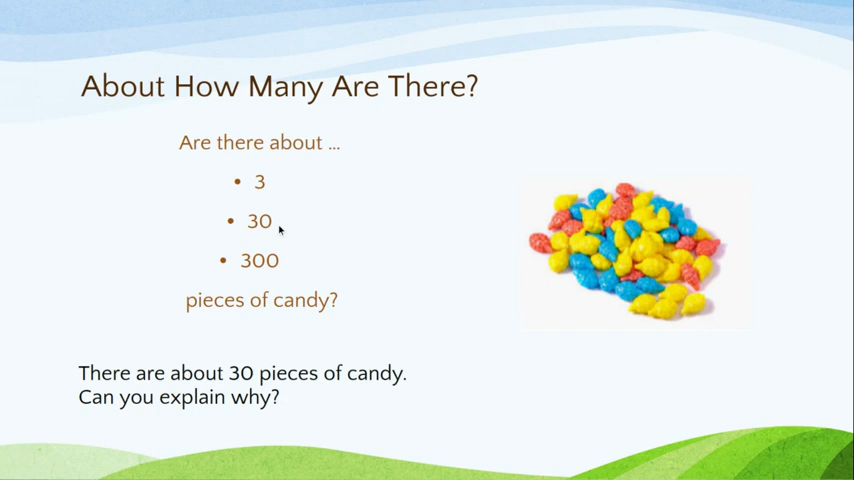 About How Many Are There?
Are there about ...
• 3
• 30
• 300
pieces of candy?
There are about 30 pieces of candy.
Can you explain why?